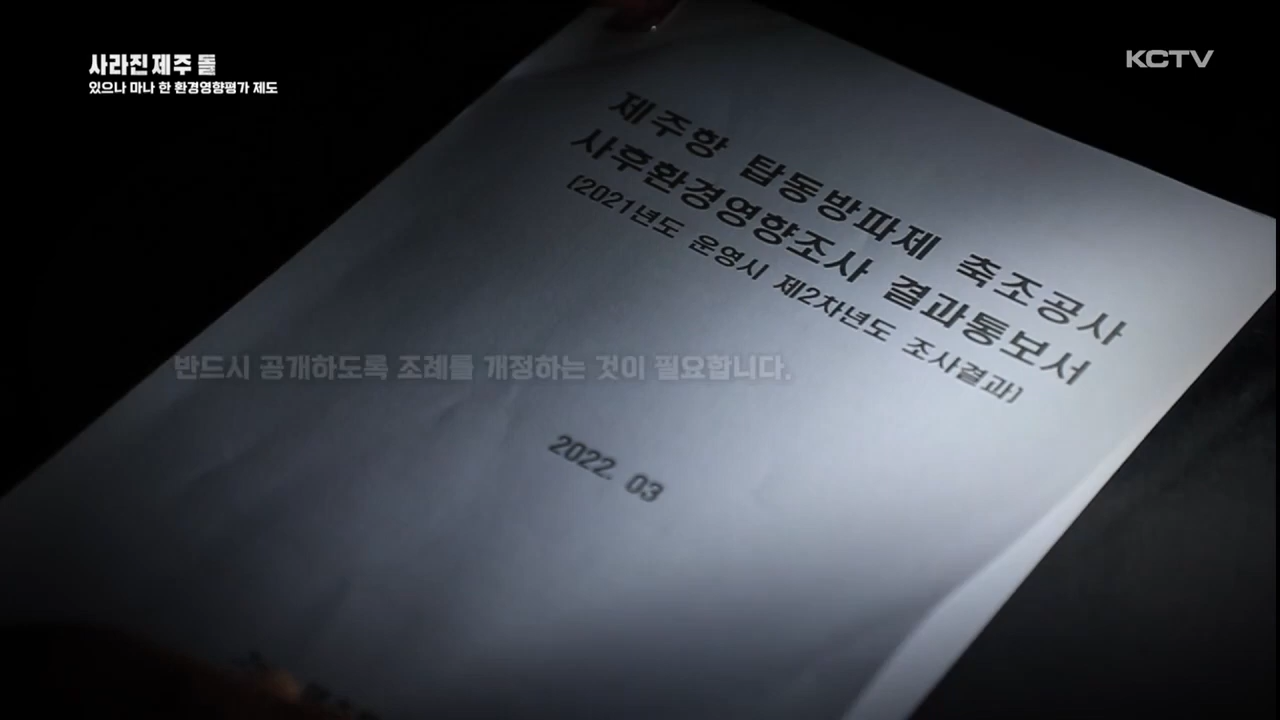 사라진 제주 돌
있으나 마나 한 환경영향평가 제도
KCTV
제주항 탑동방파제 축조공사
사후환경영향조사 결과통보서
(2021년도 운영시 제2차년도 조사결과)
반드시 공개하도록 조례를 개정하는 것이 필요합니다.
2022. 03